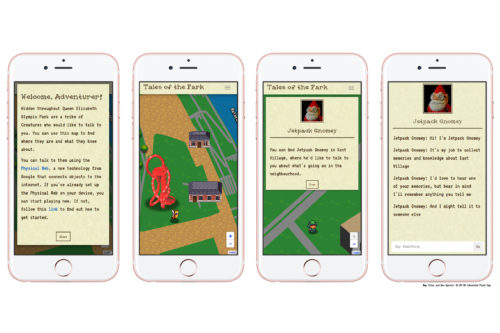 Welcome, Adventurer!
Hidden throughout Queen Elizabeth
Olympic Park are a tribe of
Creatures who would like to talk to
you. You can use this map to find
where they are and what they know
about.
You can talk to them using the
Physical Web, a new technology from
Google that connects objects to the
internet. If you've already set up
the Physical Web on your device, you
can start playing now. If not,
follow this link to find out how to
get started.
Tales of the Park
+
-
Tales of the Park
Jetpack Gnomey
You can find Jetpack Gnomey in East
Village, where he'd like to talk to
you about what's going on in the
neighbourhood.
Jetpack Gnomey
Jetpack Gnomey: Hi I'm Jetpack Gnomey
Jetpack Gnomey: It's my job to collect
memories and knowledge about East
Village
Jetpack Gnomey: I'd love to hear one
of your memories, but bear in mind
I'll remember anything you tell me
Jetpack Gnomey: And I might tell it to
someone else
Say Something
Go